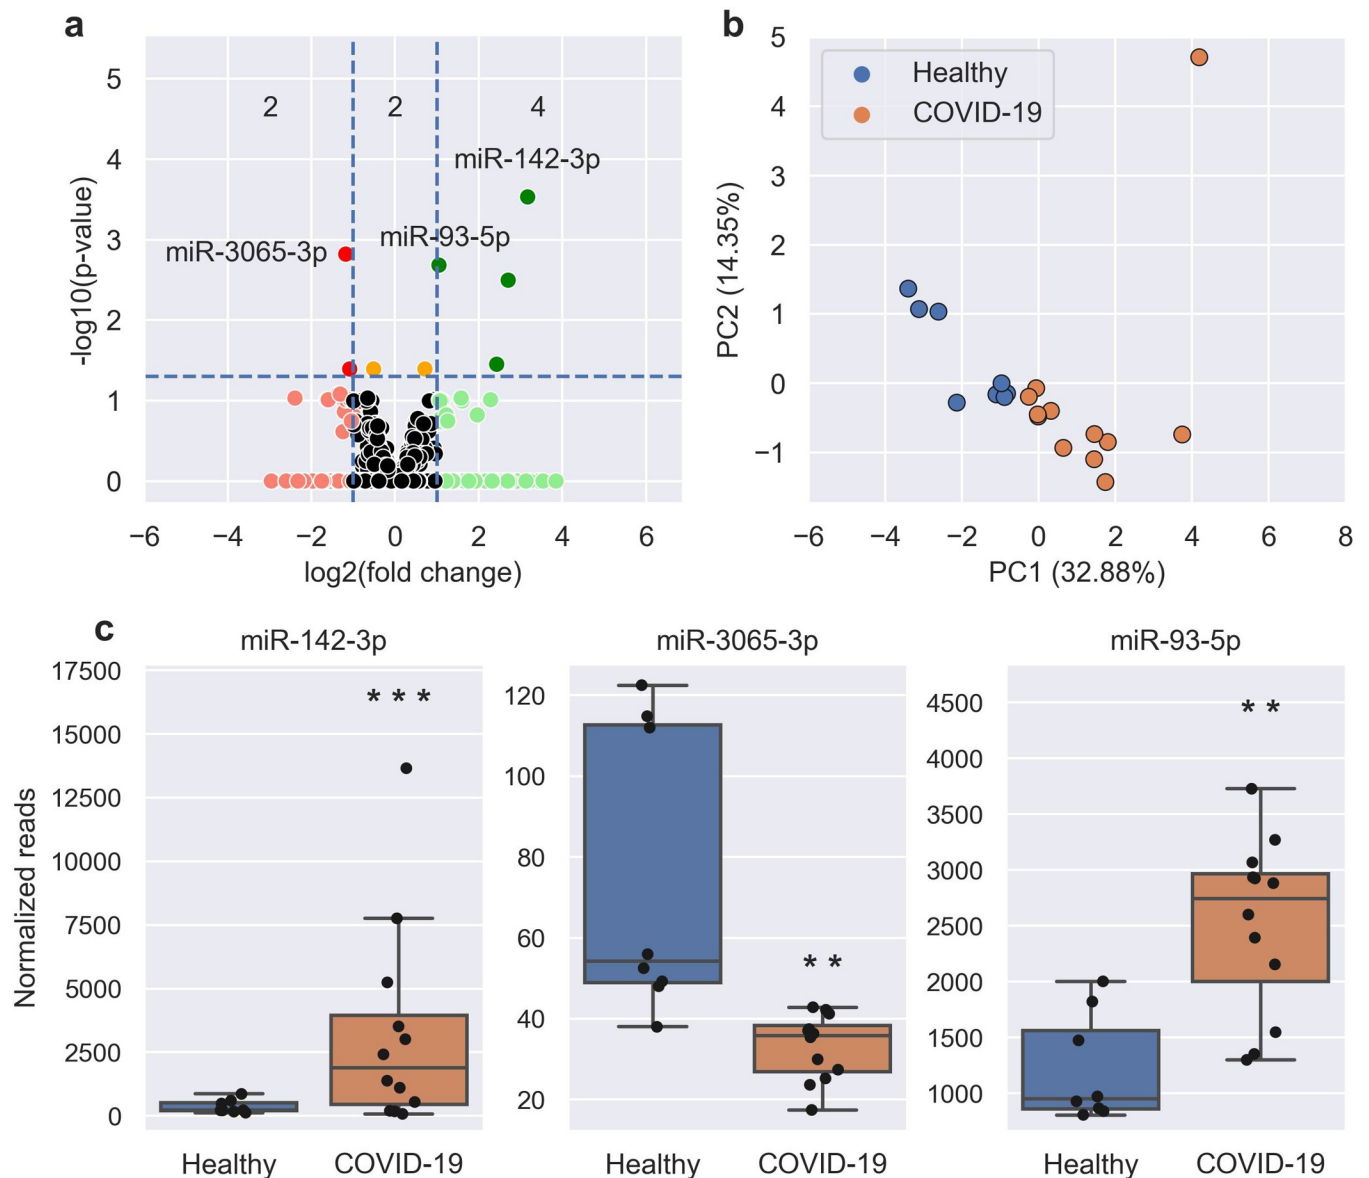 a
5
4
3
2
1
0
-log10(p-value)
2 2 4
miR-142-3p
miR-93-5p
miR-3065-3p
−6 −4 −2 0 2 4 6
log2(fold change)
b
5
4
3
2
1
0
−1
PC2 (14.35%)
Healthy
COVID-19
−6 −4 −2 0 2 4 6 8
PC1 (32.88%)
c
miR-142-3p
17500
15000
12500
10000
7500
5000
2500
0
Normalized reads
* * *
Healthy COVID-19
miR-3065-3p
120
100
80
60
40
20
* *
Healthy COVID-19
miR-93-5p
4500
4000
3500
3000
2500
2000
1500
1000
* *
Healthy COVID-19